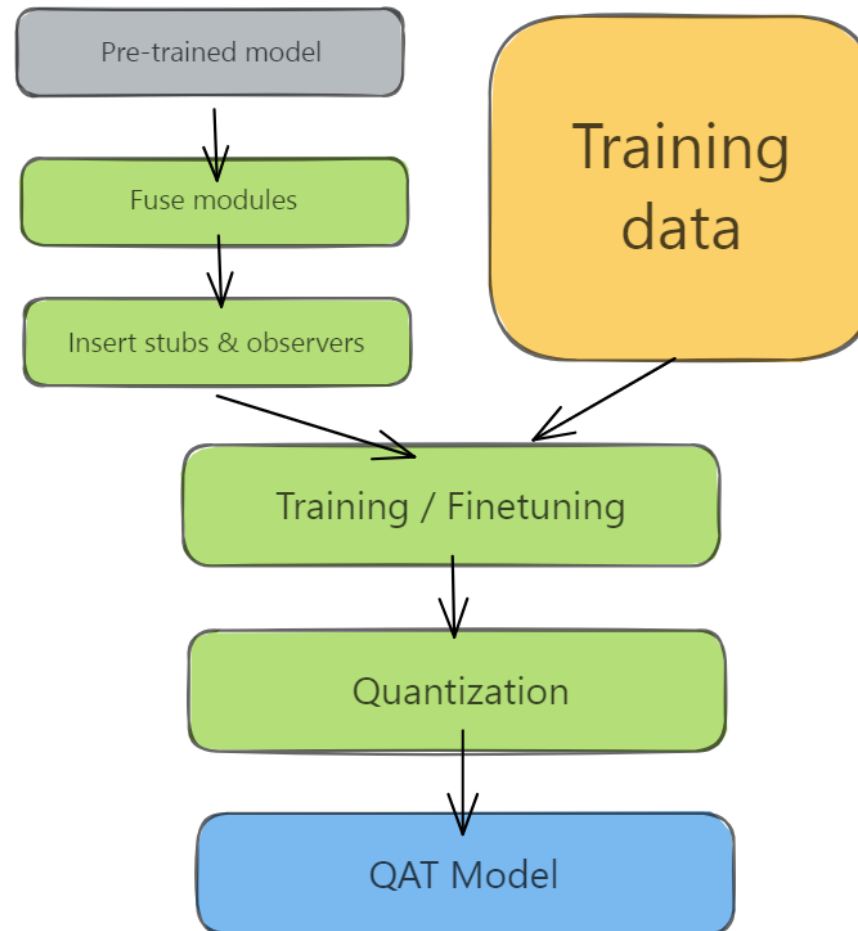 Pre-trained model
Training
data
Fuse modules
Insert stubs & observers
Training / Finetuning
Quantization
QAT Model